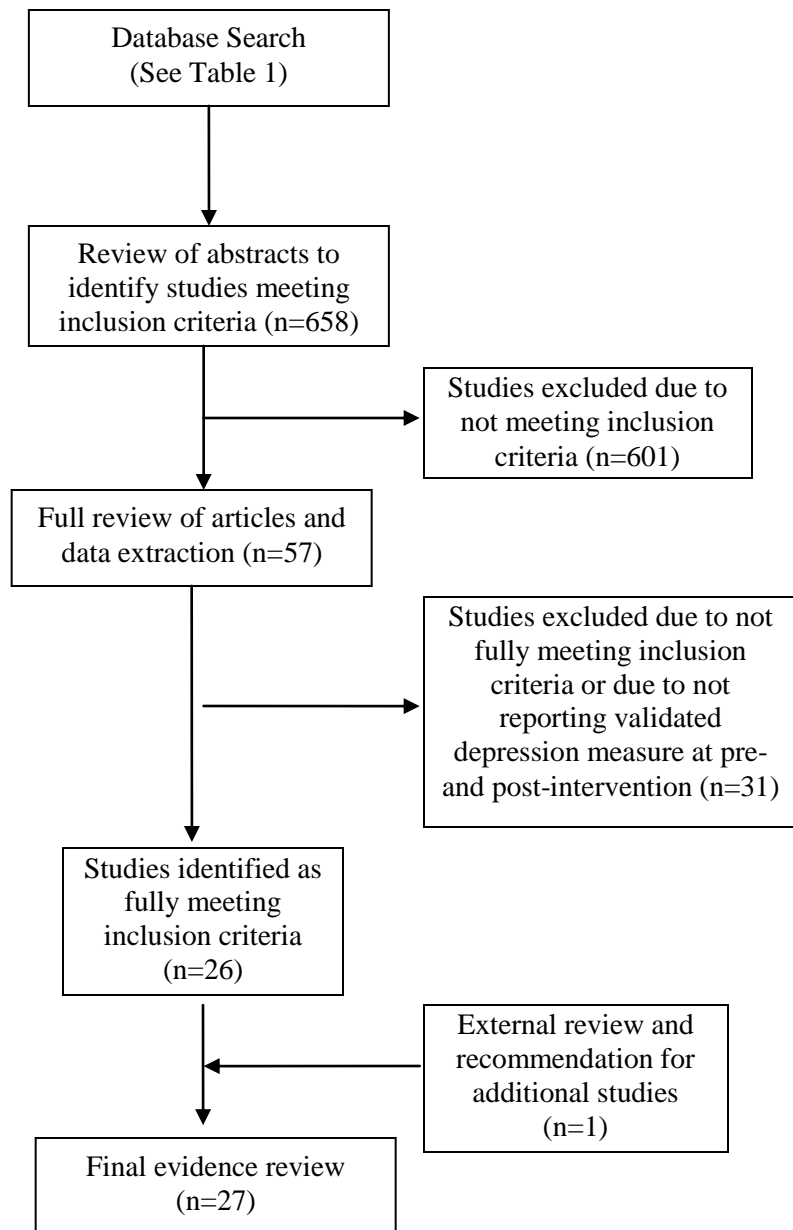 Database Search
(See Table 1)
Review of abstracts to
identify studies meeting
inclusion criteria (n=658)
Studies excluded due to
not meeting inclusion
criteria (n=601)
Full review of articles and
data extraction (n=57)
Studies excluded due to not
fully meeting inclusion
criteria or due to not
reporting validated
depression measure at pre-
and post-intervention (n=31)
Studies identified as
fully meeting
inclusion criteria
(n=26)
External review and
recommendation for
additional studies
(n=1)
Final evidence review
(n=27)